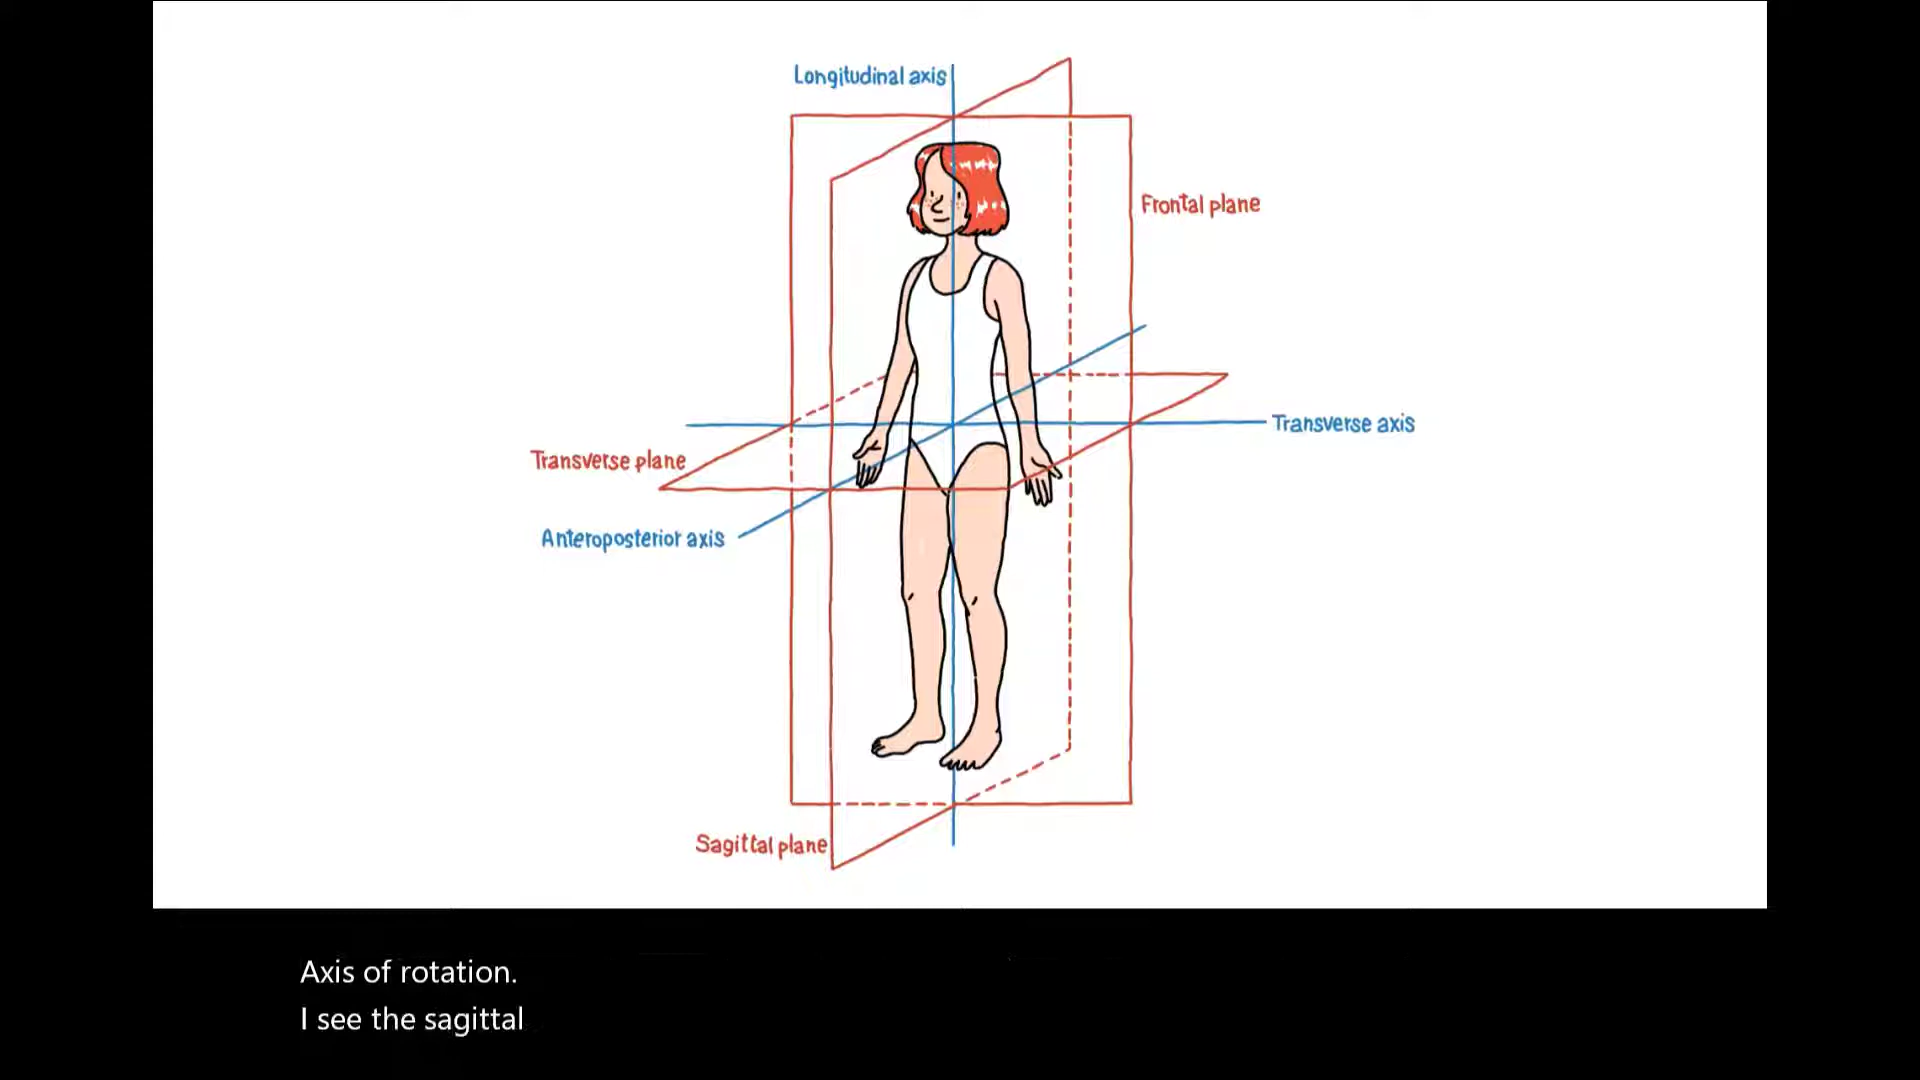 Longitudinal axis
Frontal plane
Transverse axis
Transverse plane
Anteroposterior axis
Sagittal plane
Axis of rotation.
I see the sagittal